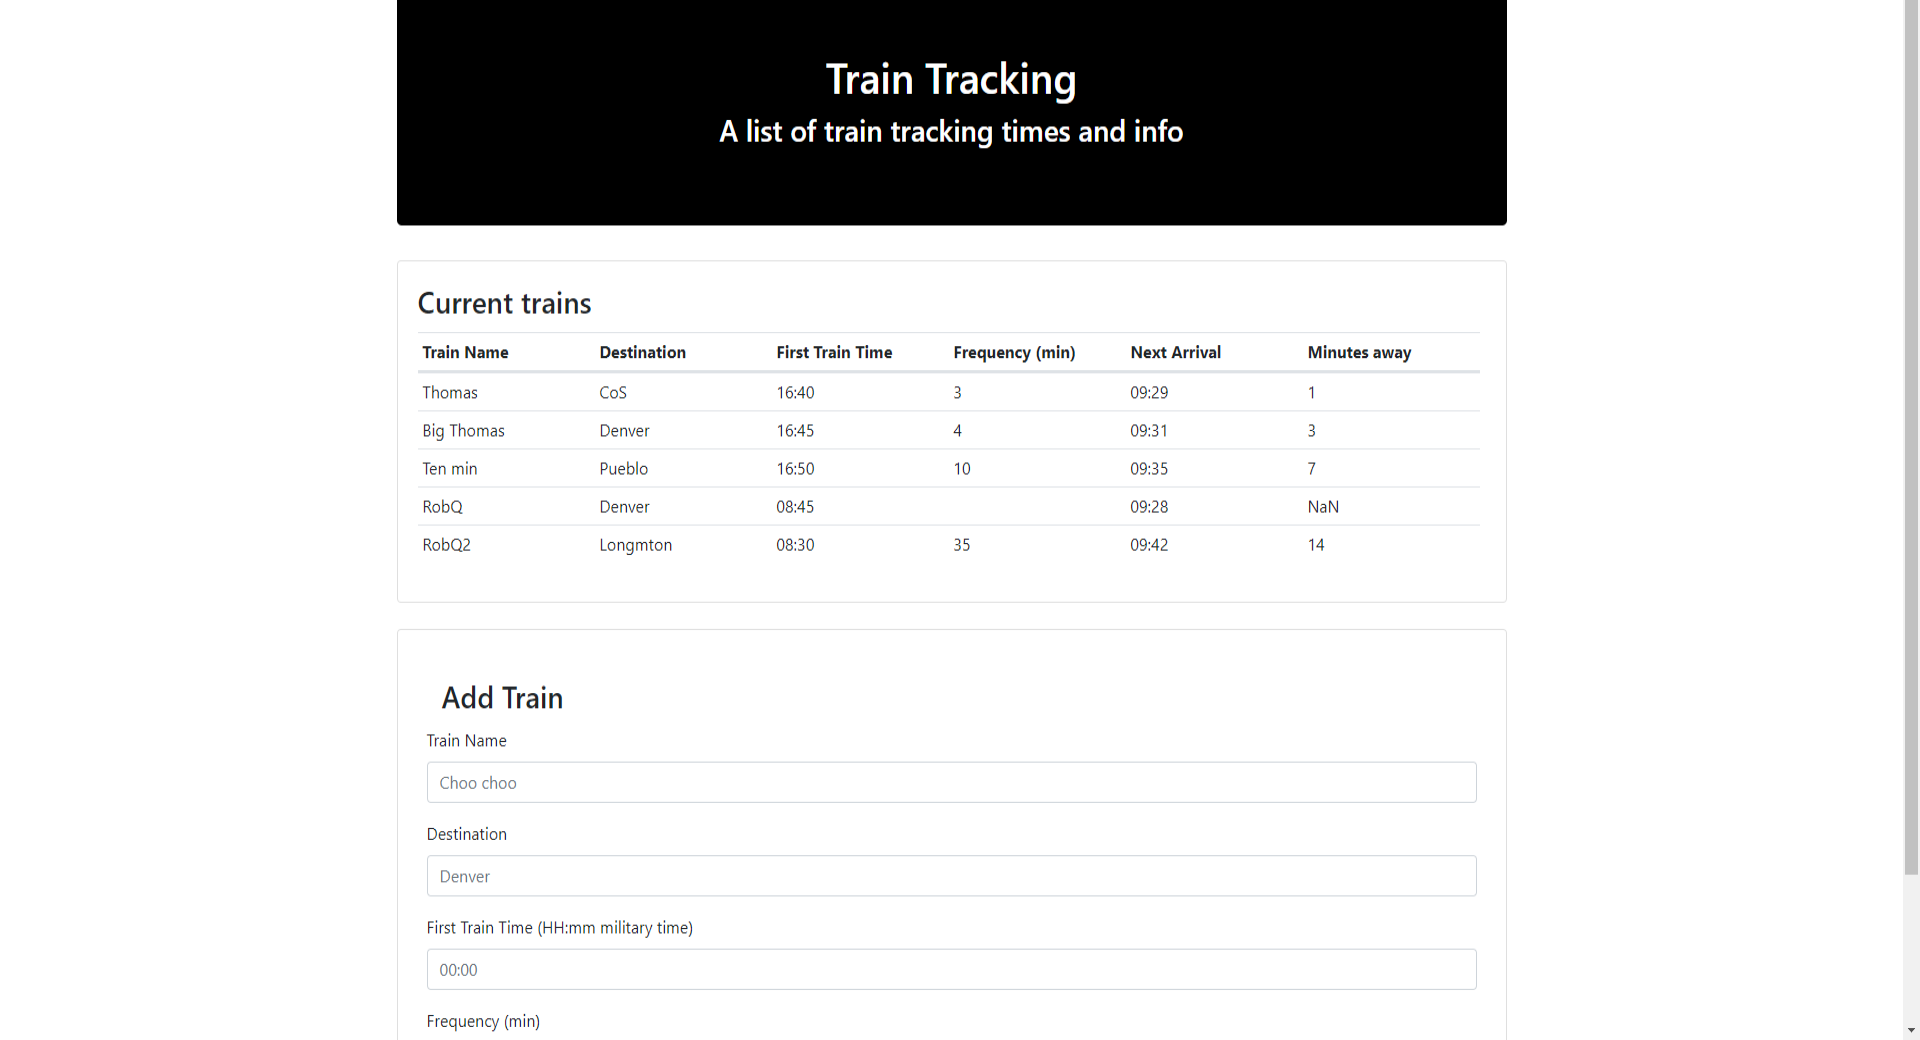 Train Tracking
A list of train tracking times and info
Current trains
Train Name Destination First Train Time Frequency (min) Next Arrival Minutes away
Thomas CoS 16:40 3 09:29 1
Big Thomas Denver 16:45 4 09:31 3
Ten min Pueblo 16:50 10 09:35 7
RobQ Denver 08:45 09:28 NaN
RobQ2 Longmton 08:30 35 09:42 14
Add Train
Train Name
Choo choo
Destination
Denver
First Train Time (HH:mm military time)
00:00
Frequency (min)